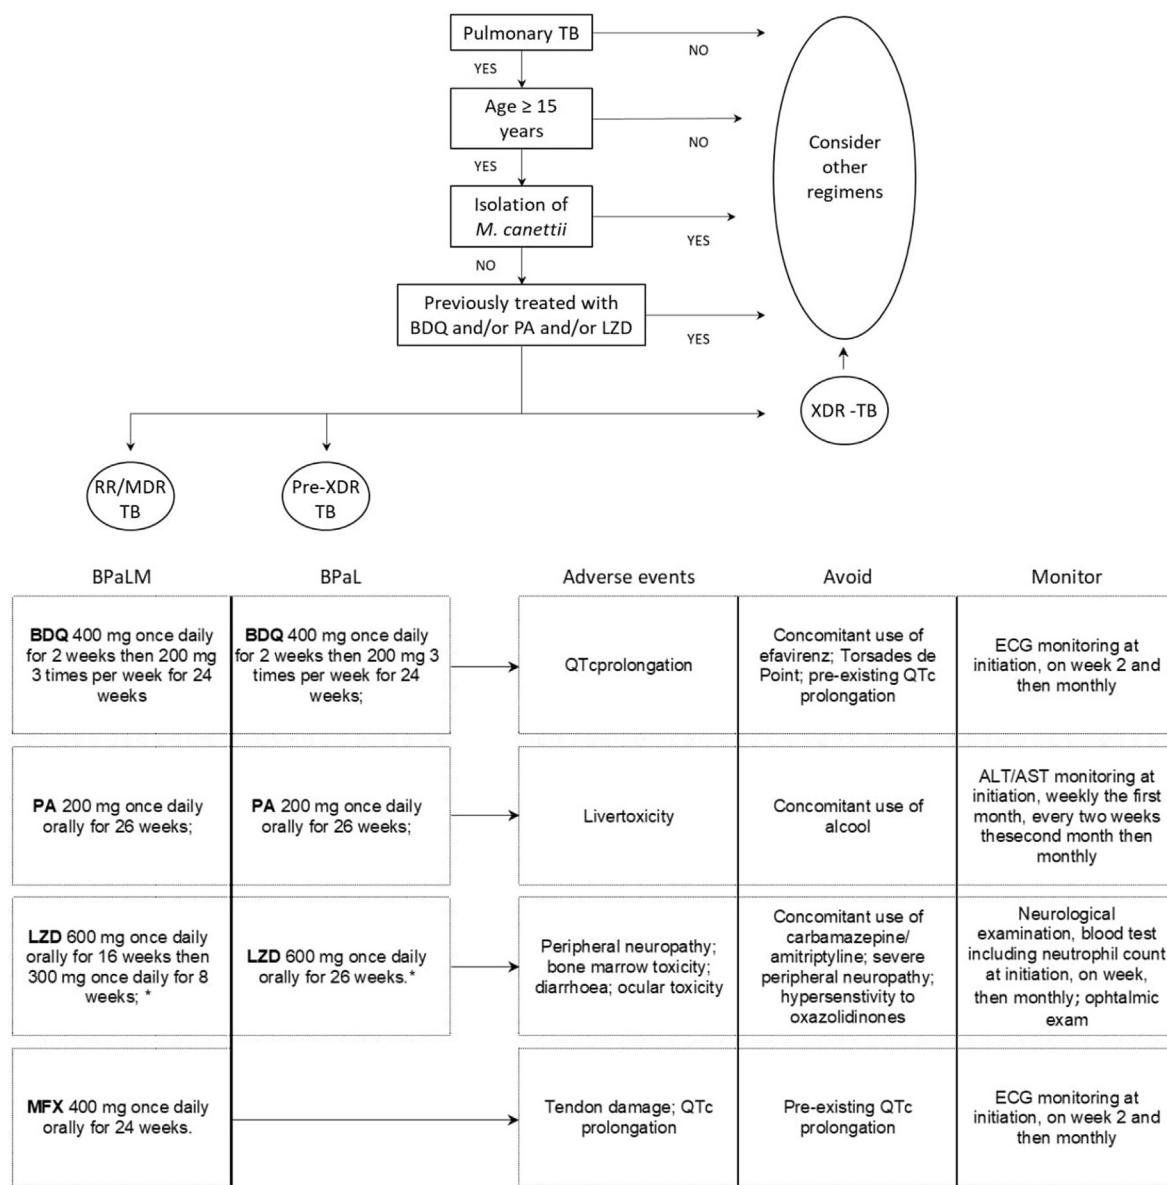 Pulmonary TB
NO
YES
Age ≥ 15
years
NO
YES
Consider
other
regimens
Isolation of
M. canettii
YES
NO
Previously treated with
BDQ and/or PA and/or LZD
YES
XDR -TB
RR/MDR
TB
Pre-XDR
TB
BPaLM
BPaL
Adverse events
Avoid
Monitor
BDQ 400 mg once daily
for 2 weeks then 200 mg
3 times per week for 24
weeks
BDQ 400 mg once daily
for 2 weeks then 200 mg 3
times per week for 24
weeks;
QTcprolongation
Concomitant use of
efavirenz; Torsades de
Point; pre-existing QTc
prolongation
ECG monitoring at
initiation, on week 2 and
then monthly
PA 200 mg once daily
orally for 26 weeks;
PA 200 mg once daily
orally for 26 weeks;
Livertoxicity
Concomitant use of
alcool
ALT/AST monitoring at
initiation, weekly the first
month, every two weeks
thesecond month then
monthly
LZD 600 mg once daily
orally for 16 weeks then
300 mg once daily for 8
weeks; *
LZD 600 mg once daily
orally for 26 weeks.*
Peripheral neuropathy;
bone marrow toxicity;
diarrhoea; ocular toxicity
Concomitant use of
carbamazepine/
amitriptyline; severe
peripheral neuropathy;
hypersenstivity to
oxazolidinones
Neurological
examination, blood test
including neutrophil count
at initiation, on week,
then monthly; ophtalmic
exam
MFX 400 mg once daily
orally for 24 weeks.
Tendon damage; QTc
prolongation
Pre-existing QTc
prolongation
ECG monitoring at
initiation, on week 2 and
then monthly